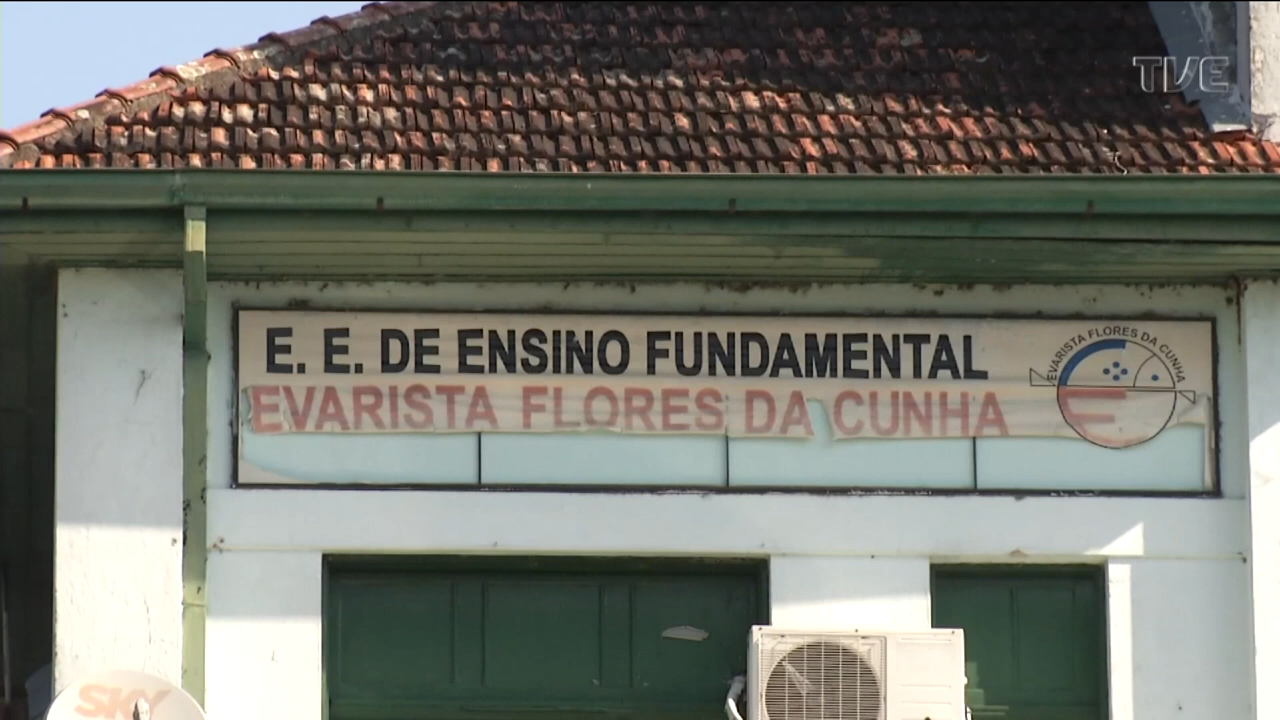 TVE
E. E. DE ENSINO FUNDAMENTAL
EVARISTA FLORES DA CUNHA
EVARISTA FLORES DA CUNHA
SKY